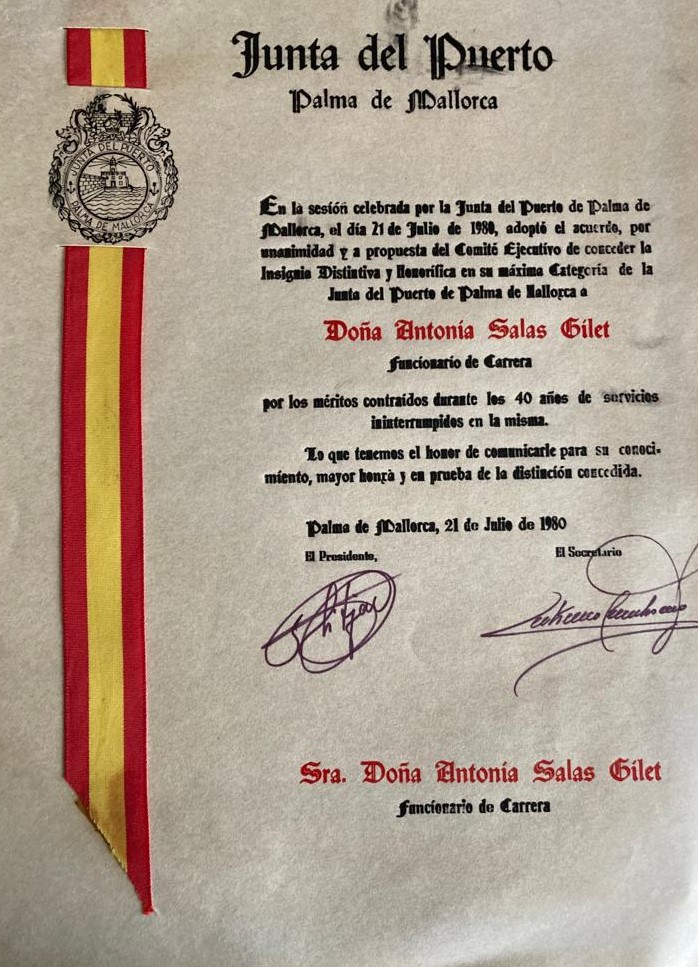 Junta del Puerto
Palma de Mallorca
JUNTA DEL PUERTO
PALMA DE MALLORCA
En la sesión celebrada por la Junta del Puerto de Palma de
Mallorca, el día 21 de Julio de 1980, adoptó el acuerdo, por
unanimidad y a propuesta del Comité Ejecutivo de conceder la
Insignia Distintiva y Honorífica en su máxima Categoría de la
Junta del Puerto de Palma de Mallorca a
Doña Antonia Salas Gilet
Funcionario de Carrera
por los méritos contraídos durante los 40 años de servicios
ininterrumpidos en la misma.
Lo que tenemos el honor de comunicarle para su conoci-
miento, mayor honra y en prueba de la distinción concedida.
Palma de Mallorca, 21 de Julio de 1980
El Presidente,
El Secretario
Sra. Doña Antonia Salas Gilet
Funcionario de Carrera